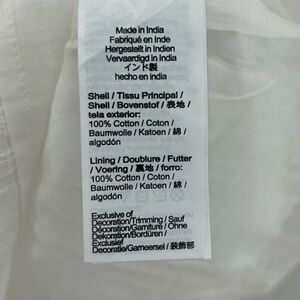 Made in India
Fabriqué en Inde
Hergestellt in Indien
Vervaardigd in India
インド製
hecho en india
Shell / Tissu Principal /
Shell / Bovenstof / 表地 /
tela exterior:
100% Cotton / Coton /
Baumwolle / Katoen / 綿 /
algodón
Lining / Doublure / Futter
/ Voering / 裏地 / forro:
100% Cotton / Coton /
Baumwolle / Katoen / 綿 /
algodón
Exclusive of
Decoration/Trimming / Sauf
Décoration/Garniture / Ohne
Dekoration/Bordüren /
Exclusief
Decoratie/Garneersel / 装飾部